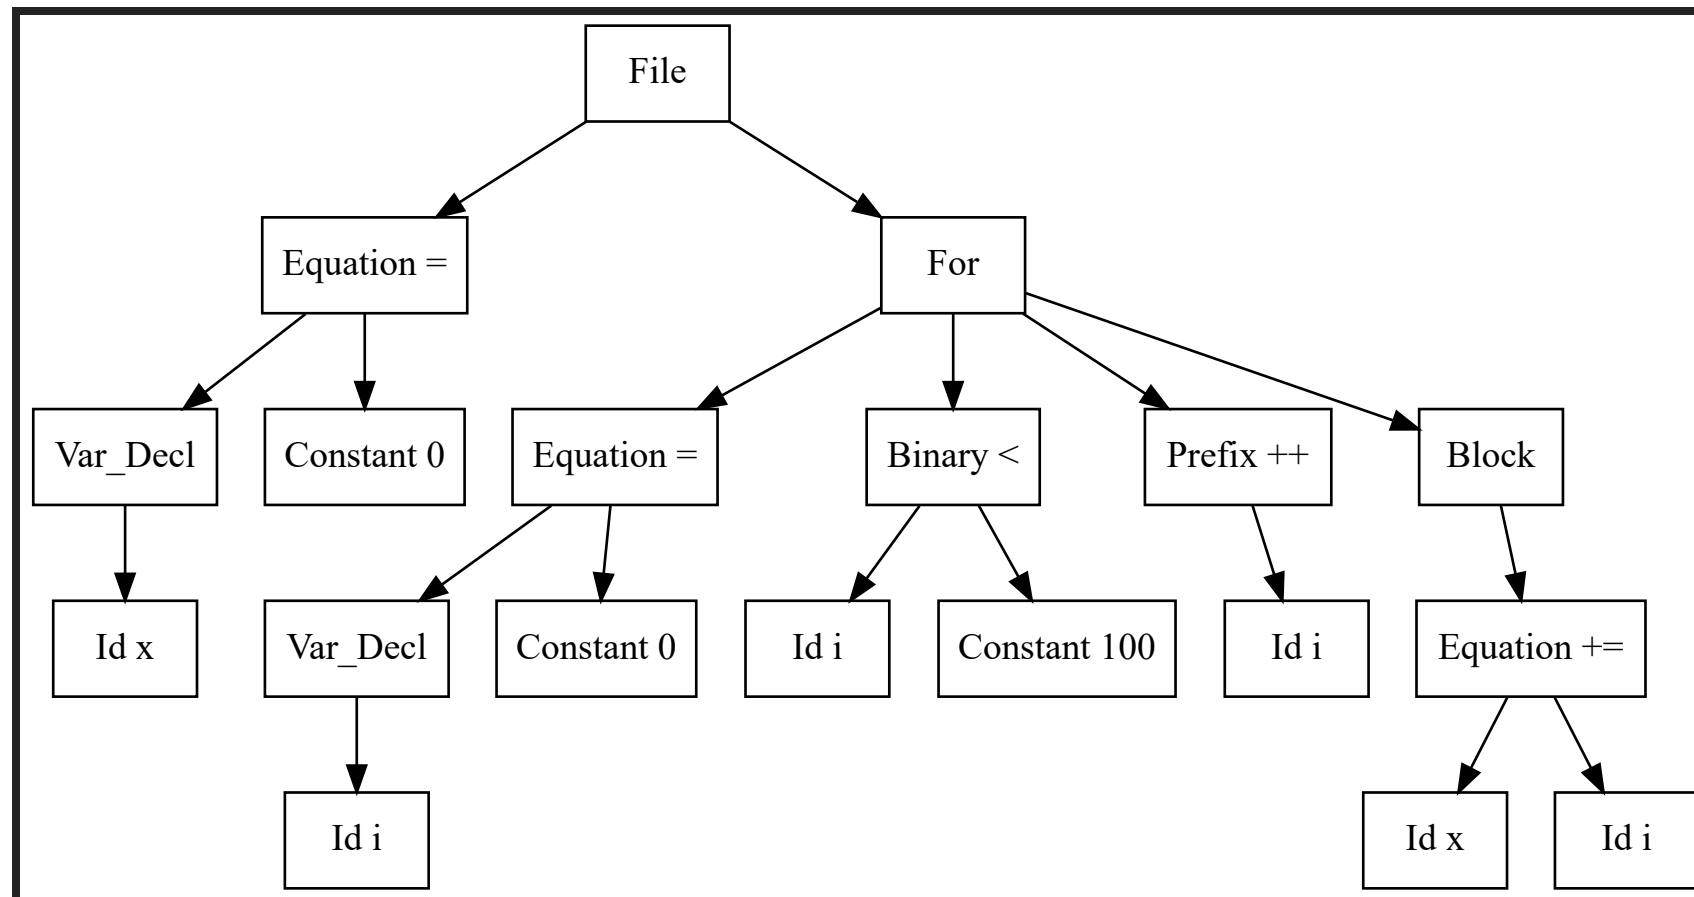 File
Equation =
For
Var_Decl
Constant 0
Equation =
Binary <
Prefix ++
Block
Id x
Var_Decl
Constant 0
Id i
Constant 100
Id i
Equation +=
Id i
Id x
Id i